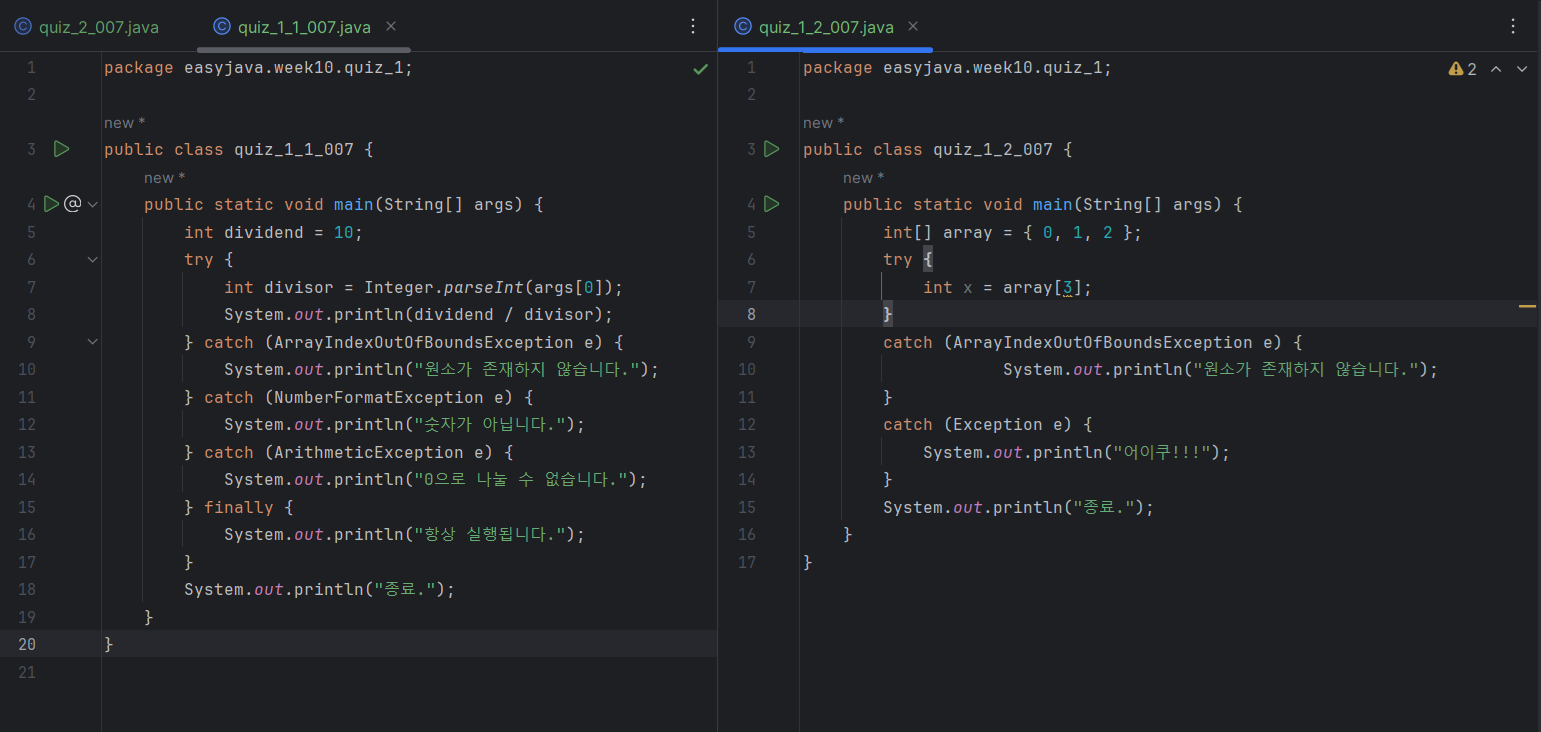 quiz_2_007.java
quiz_1_1_007.java
1 package easyjava.week10.quiz_1;
2
new *
3 public class quiz_1_1_007 {
new *
4 @ public static void main(String[] args) {
5 int dividend = 10;
6 try {
7 int divisor = Integer.parseInt(args[0]);
8 System.out.println(dividend / divisor);
9 } catch (ArrayIndexOutOfBoundsException e) {
10 System.out.println("원소가 존재하지 않습니다.");
11 } catch (NumberFormatException e) {
12 System.out.println("숫자가 아닙니다.");
13 } catch (ArithmeticException e) {
14 System.out.println("0으로 나눌 수 없습니다.");
15 } finally {
16 System.out.println("항상 실행됩니다.");
17 }
18 System.out.println("종료.");
19 }
20 }
21
quiz_1_2_007.java
1 package easyjava.week10.quiz_1;
2
2
new *
3 public class quiz_1_2_007 {
new *
4 public static void main(String[] args) {
5 int[] array = { 0, 1, 2 };
6 try {
7 int x = array[3];
8 }
9 catch (ArrayIndexOutOfBoundsException e) {
10 System.out.println("원소가 존재하지 않습니다.");
11 }
12 catch (Exception e) {
13 System.out.println("어이쿠!!!");
14 }
15 System.out.println("종료.");
16 }
17 }